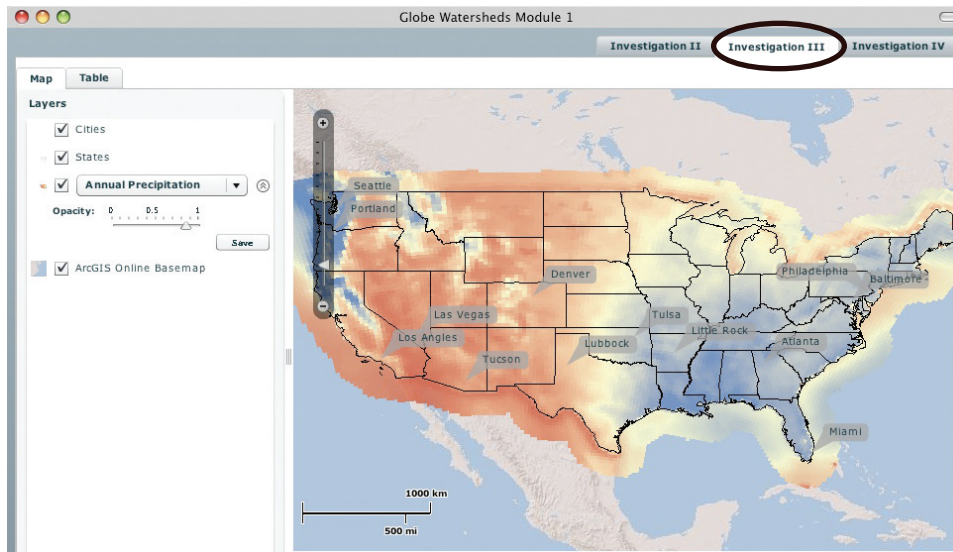 Globe Watersheds Module 1
Investigation II Investigation III Investigation IV
Map Table
Layers
Cities
States
Annual Precipitation
Opacity: 0 0.5 1
Save
ArcGIS Online Basemap
Seattle
Portland
Denver
Philadelphia
Baltimore
Las Vegas
Tulsa
Little Rock
Los Angles
Lubbock
Atlanta
Tucson
Miami
1000 km
500 mi